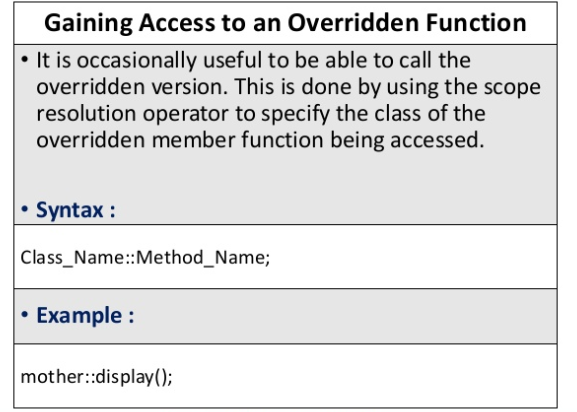 Gaining Access to an Overridden Function
• It is occasionally useful to be able to call the
overridden version. This is done by using the scope
resolution operator to specify the class of the
overridden member function being accessed.
• Syntax :
Class_Name::Method_Name;
• Example :
mother::display();